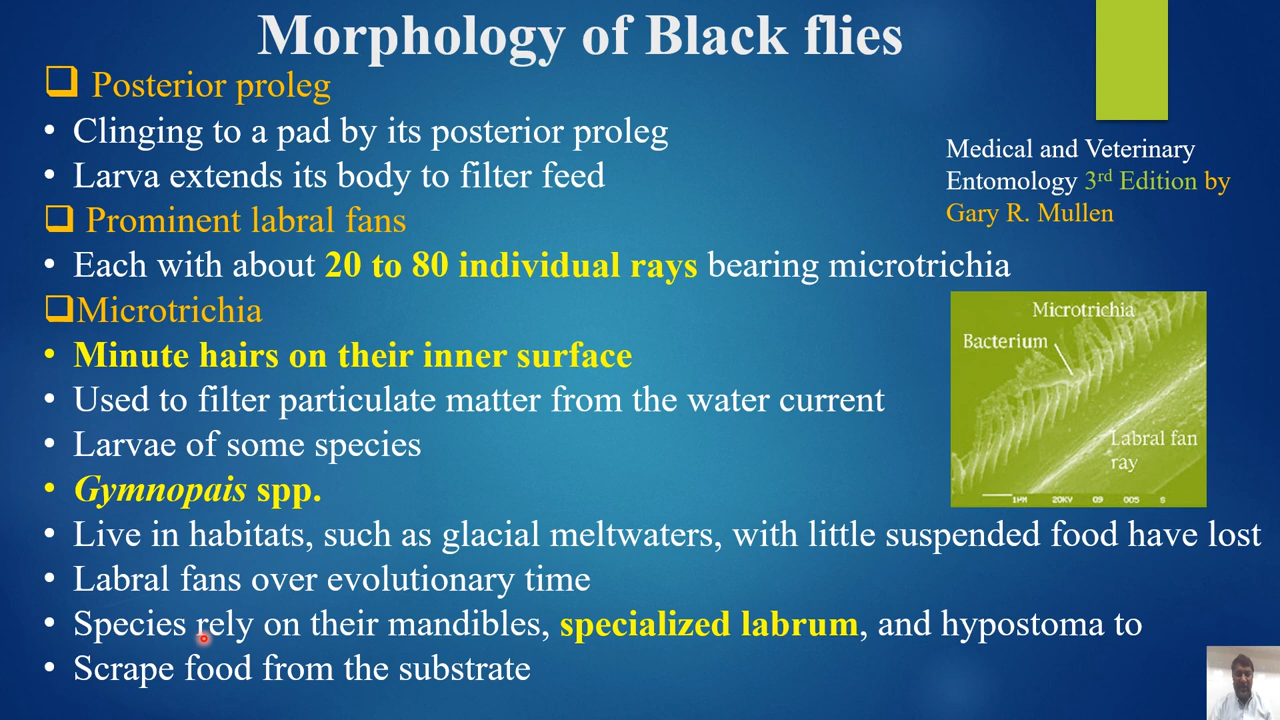 Morphology of Black flies
❑ Posterior proleg
• Clinging to a pad by its posterior proleg
• Larva extends its body to filter feed
❑ Prominent labral fans
• Each with about 20 to 80 individual rays bearing microtrichia
❑Microtrichia
• Minute hairs on their inner surface
• Used to filter particulate matter from the water current
• Larvae of some species
• Gymnopais spp.
• Live in habitats, such as glacial meltwaters, with little suspended food have lost
• Labral fans over evolutionary time
• Species rely on their mandibles, specialized labrum, and hypostoma to
• Scrape food from the substrate
Medical and Veterinary
Entomology 3rd Edition by
Gary R. Mullen
Microtrichia
Bacterium
Labral fan
ray
1µM 20KV 09 005 S